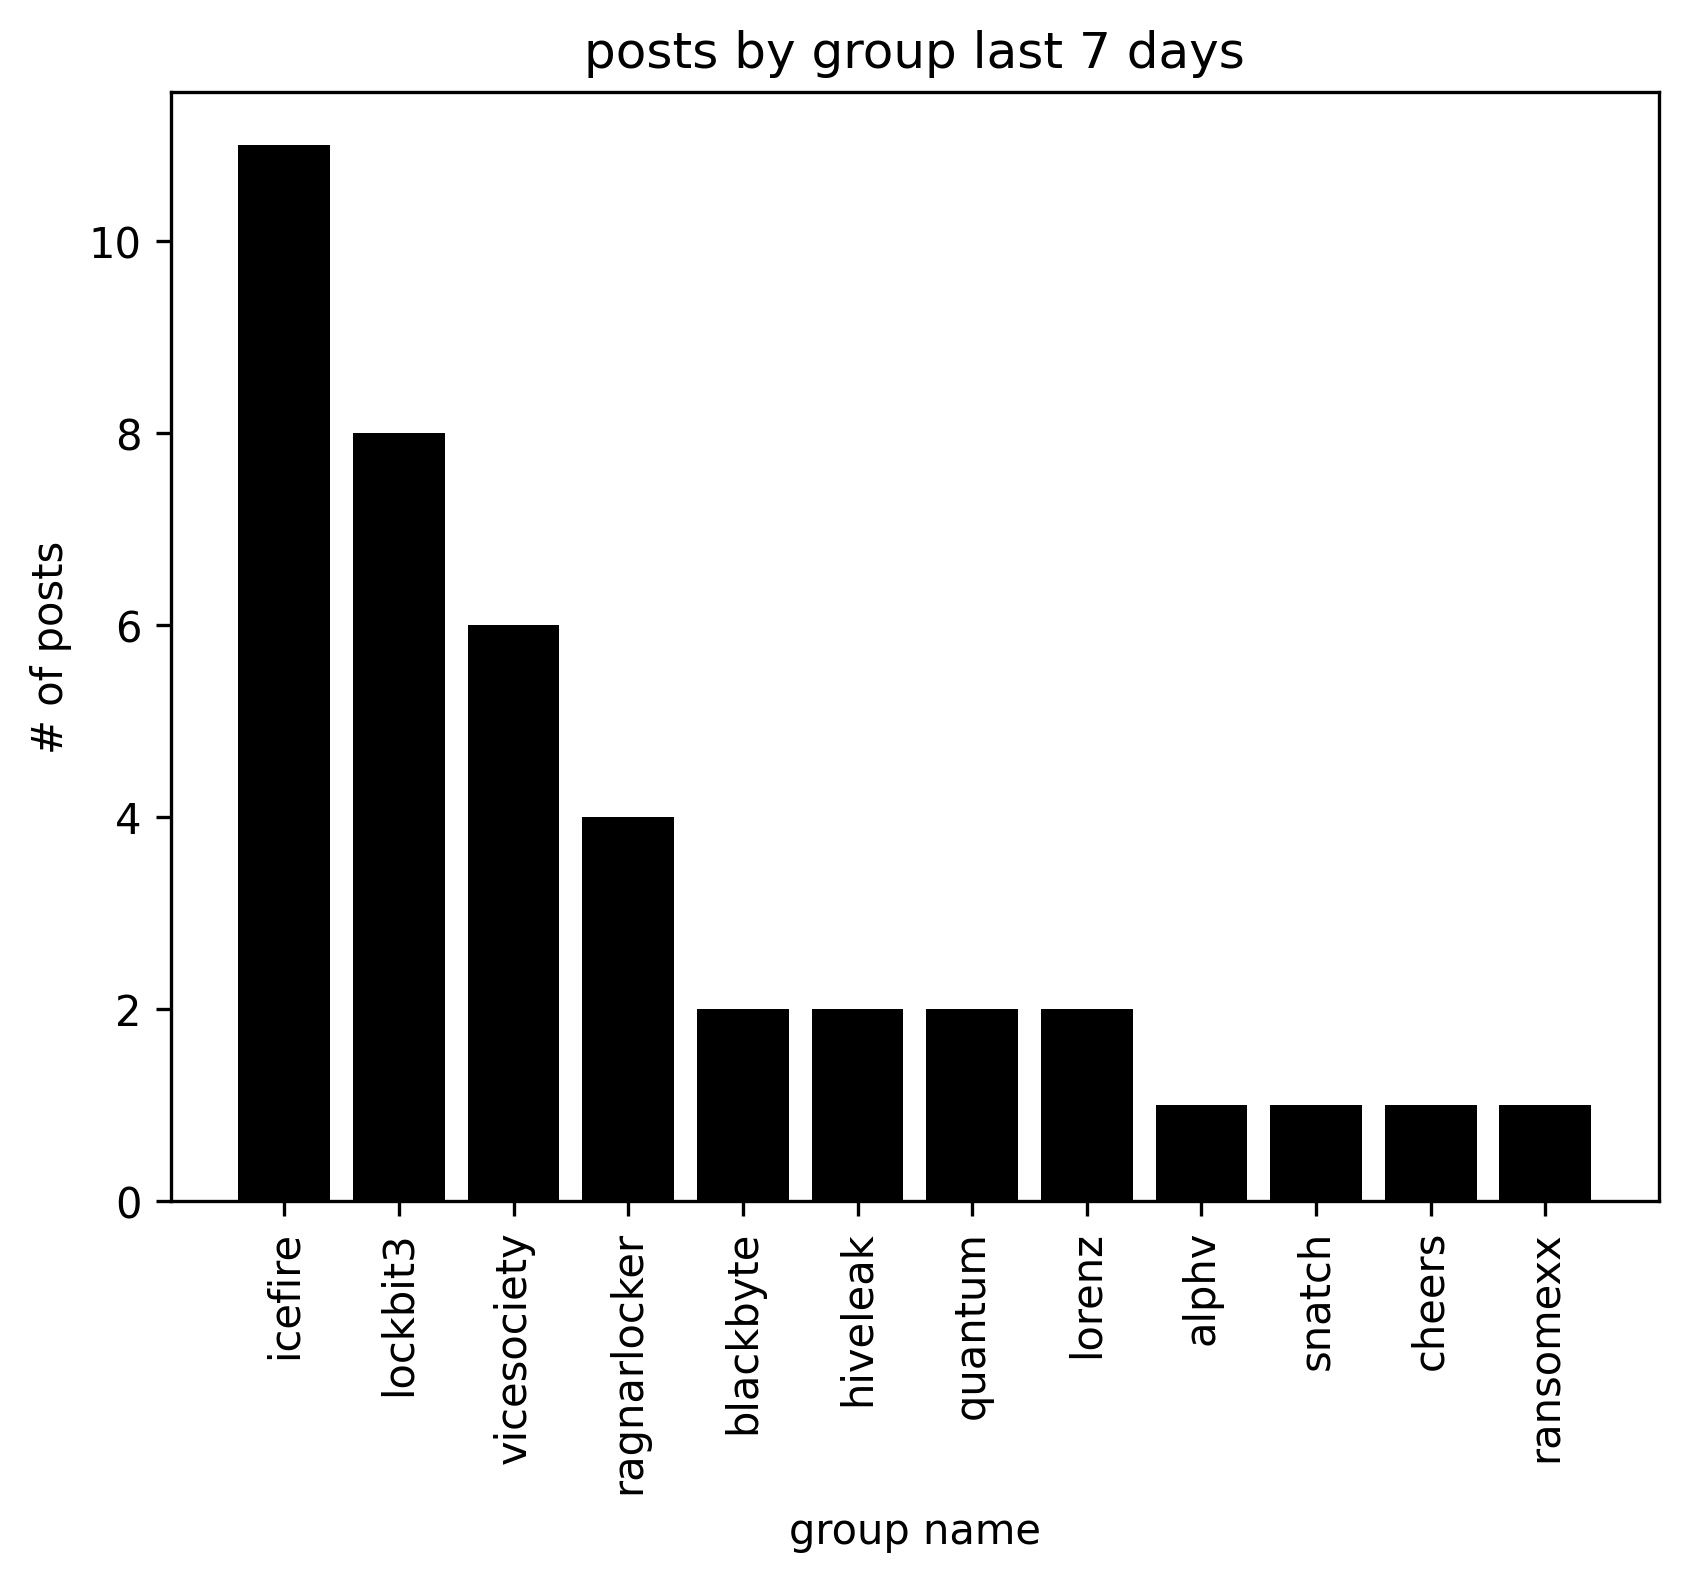 posts by group last 7 days
# of posts
10
8
6
4
2
0
icefire
lockbit3
vicesociety
ragnarlocker
blackbyte
hiveleak
quantum
lorenz
alphv
snatch
cheers
ransomexx
group name